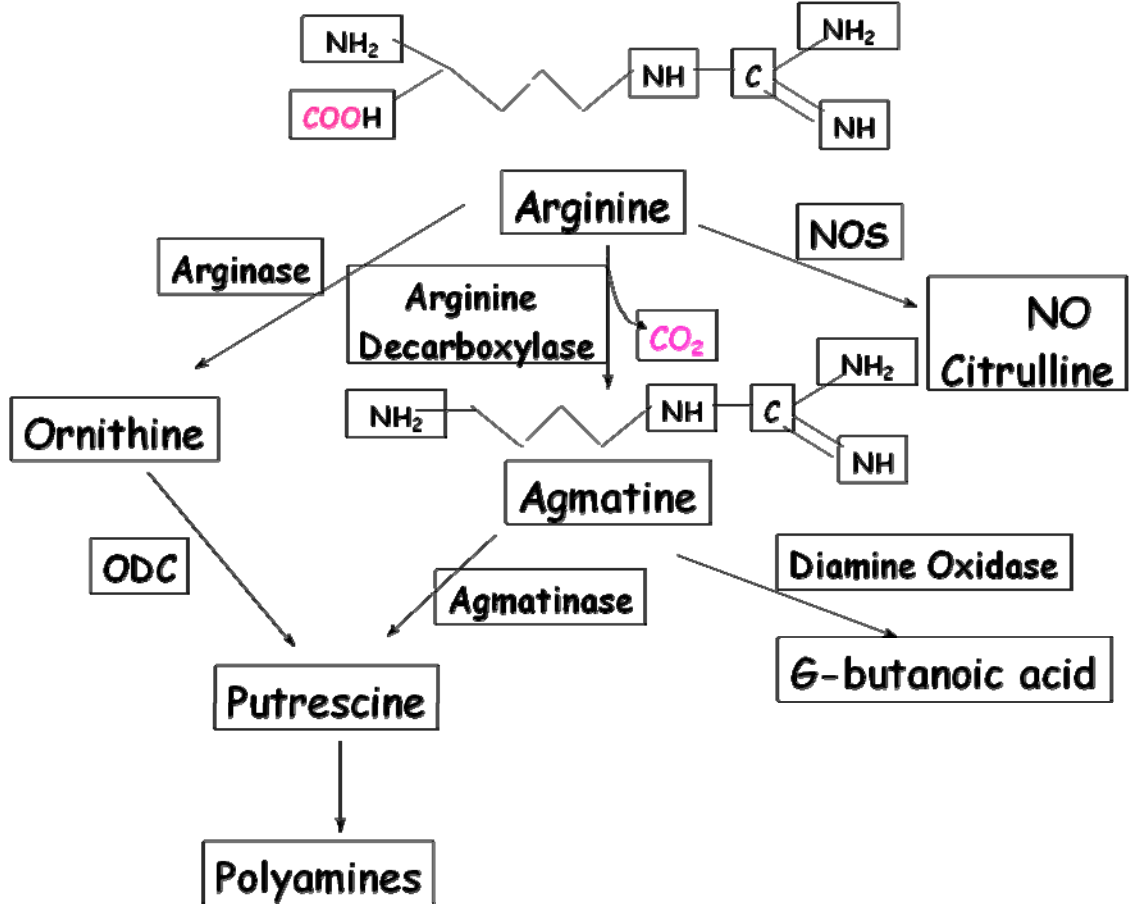 NH₂
NH₂
NH
C
COOH
NH
Arginine
NOS
Arginase
Arginine
Decarboxylase
CO₂
NO
Citrulline
NH₂
NH₂
NH
C
NH
Ornithine
Agmatine
ODC
Diamine Oxidase
Agmatinase
G-butanoic acid
Putrescine
Polyamines